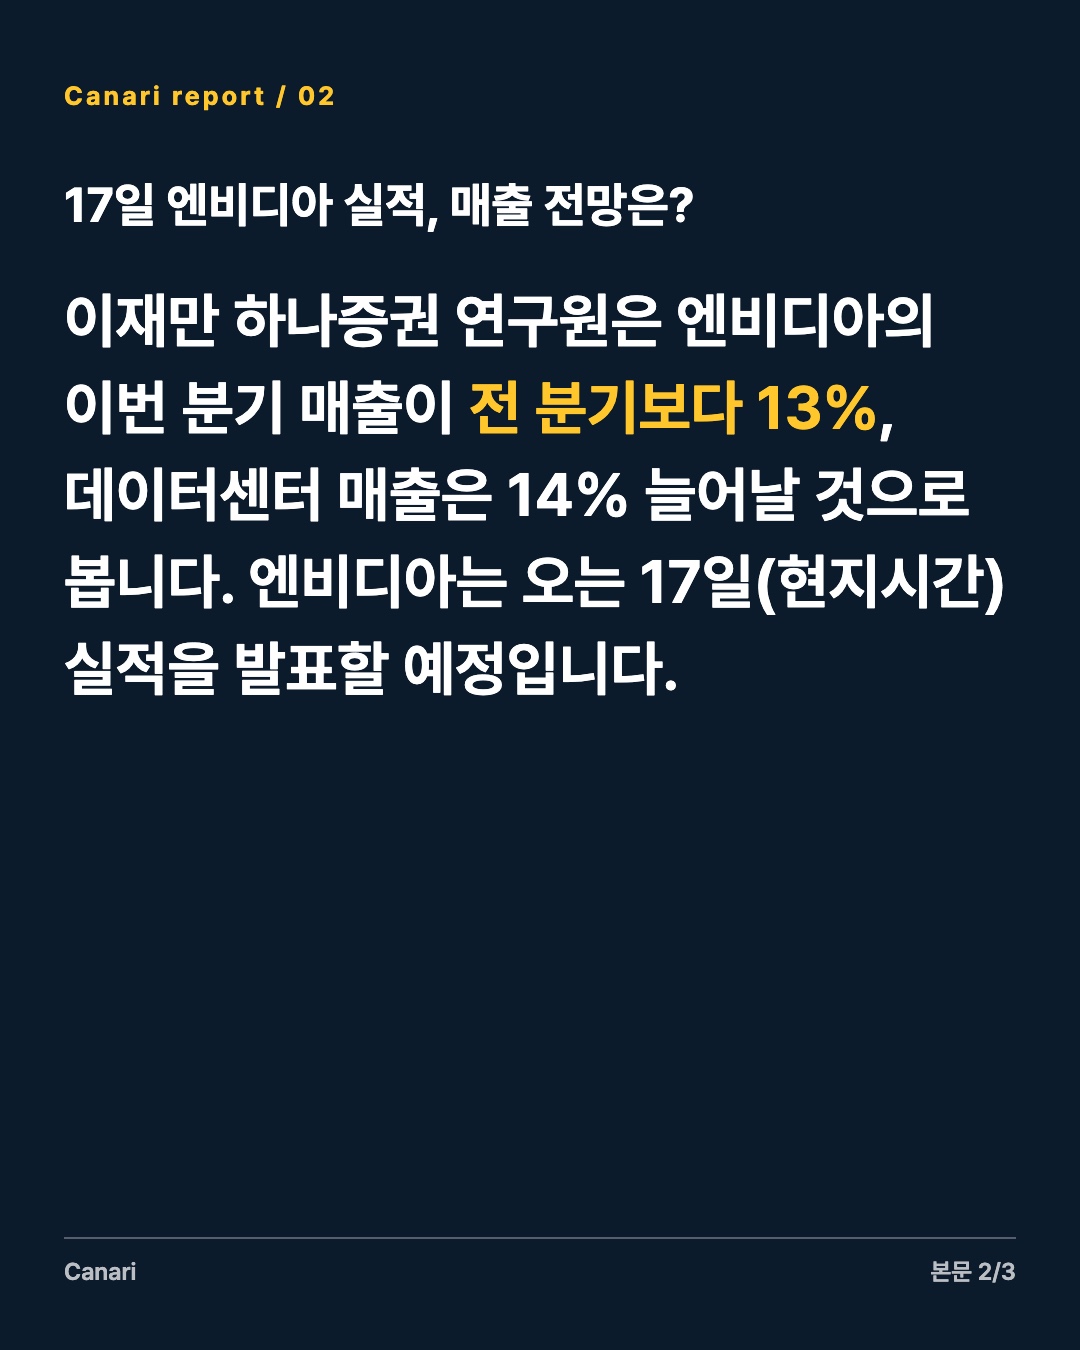 Canari report / 02
17일 엔비디아 실적, 매출 전망은?
이재만 하나증권 연구원은 엔비디아의
이번 분기 매출이 전 분기보다 13%,
데이터센터 매출은 14% 늘어날 것으로
봅니다. 엔비디아는 오는 17일(현지시간)
실적을 발표할 예정입니다.
Canari
본문 2/3